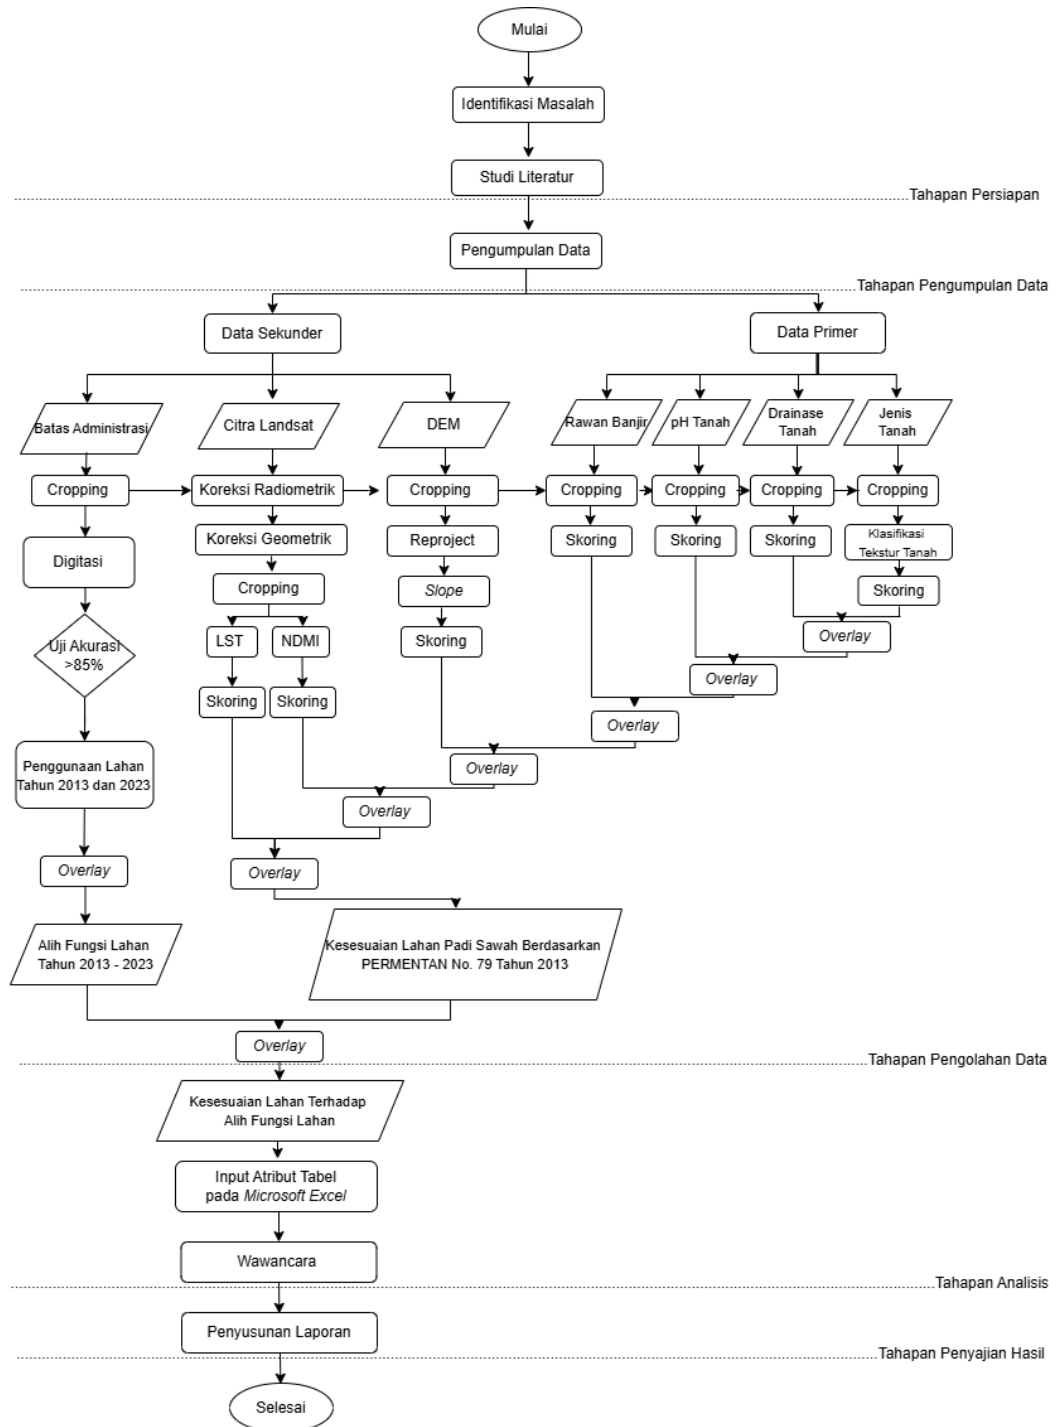 Mulai
Identifikasi Masalah
Studi Literatur
Tahapan Persiapan
Pengumpulan Data
Tahapan Pengumpulan Data
Data Sekunder
Data Primer
Batas Administrasi
Citra Landsat
DEM
Rawan Banjir
pH Tanah
Drainase
Tanah
Jenis
Tanah
Cropping
Koreksi Radiometrik
Cropping
Cropping
Cropping
Cropping
Cropping
Digitasi
Koreksi Geometrik
Reproject
Skoring
Skoring
Skoring
Klasifikasi
Tekstur Tanah
Cropping
Slope
Skoring
Uji Akurasi
>85%
LST
NDMI
Skoring
Overlay
Skoring
Skoring
Overlay
Overlay
Penggunaan Lahan
Tahun 2013 dan 2023
Overlay
Overlay
Overlay
Overlay
Alih Fungsi Lahan
Tahun 2013 - 2023
Kesesuaian Lahan Padi Sawah Berdasarkan
PERMENTAN No. 79 Tahun 2013
Overlay
Tahapan Pengolahan Data
Kesesuaian Lahan Terhadap
Alih Fungsi Lahan
Input Atribut Tabel
pada Microsoft Excel
Wawancara
Tahapan Analisis
Penyusunan Laporan
Tahapan Penyajian Hasil
Selesai